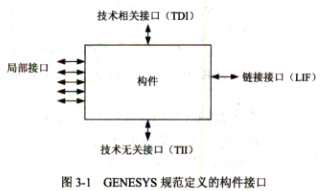 技术相关接口（TDI）
局部接口
构件
链接接口（LIF）
技术无关接口（TII）
图 3-1 GENESYS 规范定义的构件接口